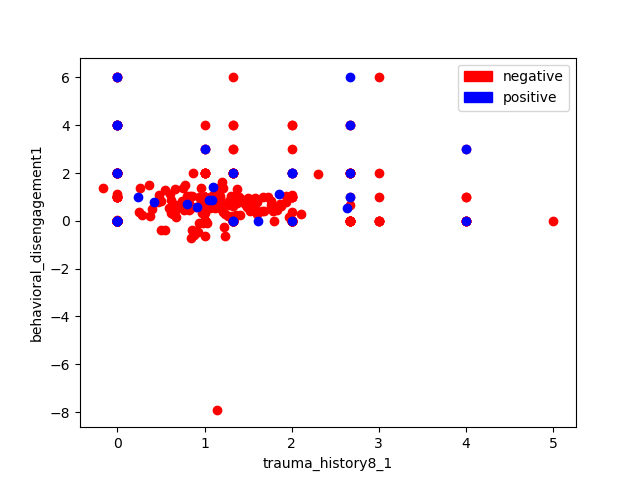 negative
positive
behavioral_disengagement1
6
4
2
0
−2
−4
−6
−8
0 1 2 3 4 5
trauma_history8_1